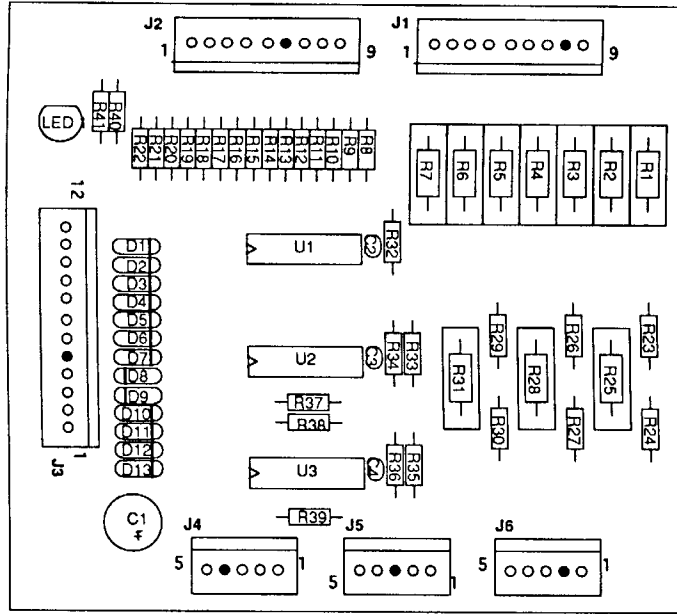 J2
1
9
J1
1
9
LED
R41
R40
R22
R21
R20
R19
R18
R17
R16
R15
R14
R13
R12
R11
R10
R9
R8
R7
R6
R5
R4
R3
R2
R1
12
J3
1
D1
D2
D3
D4
D5
D6
D7
D8
D9
D10
D11
D12
D13
C1
+
U1
C2
R32
U2
C3
R34
R33
R37
R38
U3
C4
R36
R35
R39
R31
R29
R30
R28
R26
R27
R25
R23
R24
J4
5
1
J5
5
1
J6
5
1